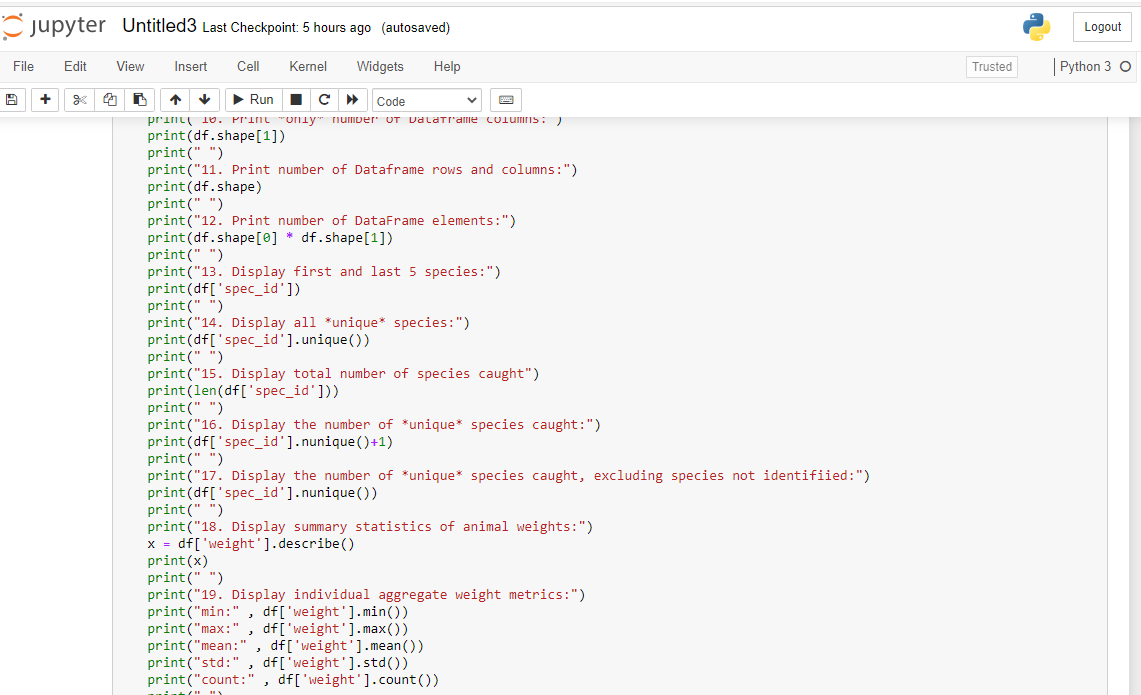 jupyter Untitled3 Last Checkpoint: 5 hours ago (autosaved)
Logout
File Edit View Insert Cell Kernel Widgets Help
Trusted
Python 3
Run
Code
print("10. Print *only* number of Dataframe columns:")
print(df.shape[1])
print(" ")
print("11. Print number of Dataframe rows and columns:")
print(df.shape)
print(" ")
print("12. Print number of DataFrame elements:")
print(df.shape[0] * df.shape[1])
print(" ")
print("13. Display first and last 5 species:")
print(df['spec_id'])
print(" ")
print("14. Display all *unique* species:")
print(df['spec_id'].unique())
print(" ")
print("15. Display total number of species caught")
print(len(df['spec_id']))
print(" ")
print("16. Display the number of *unique* species caught:")
print(df['spec_id'].nunique()+1)
print(" ")
print("17. Display the number of *unique* species caught, excluding species not identifiied:")
print(df['spec_id'].nunique())
print(" ")
print("18. Display summary statistics of animal weights:")
x = df['weight'].describe()
print(x)
print(" ")
print("19. Display individual aggregate weight metrics:")
print("min:" , df['weight'].min())
print("max:" , df['weight'].max())
print("mean:" , df['weight'].mean())
print("std:" , df['weight'].std())
print("count:" , df['weight'].count())
print(" ")